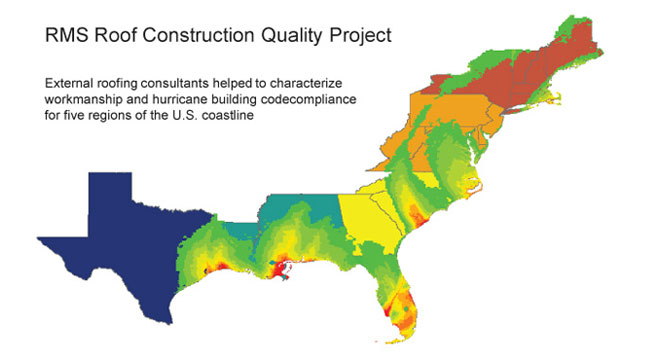 RMS Roof Construction Quality Project
External roofing consultants helped to characterize
workmanship and hurricane building codecompliance
for five regions of the U.S. coastline